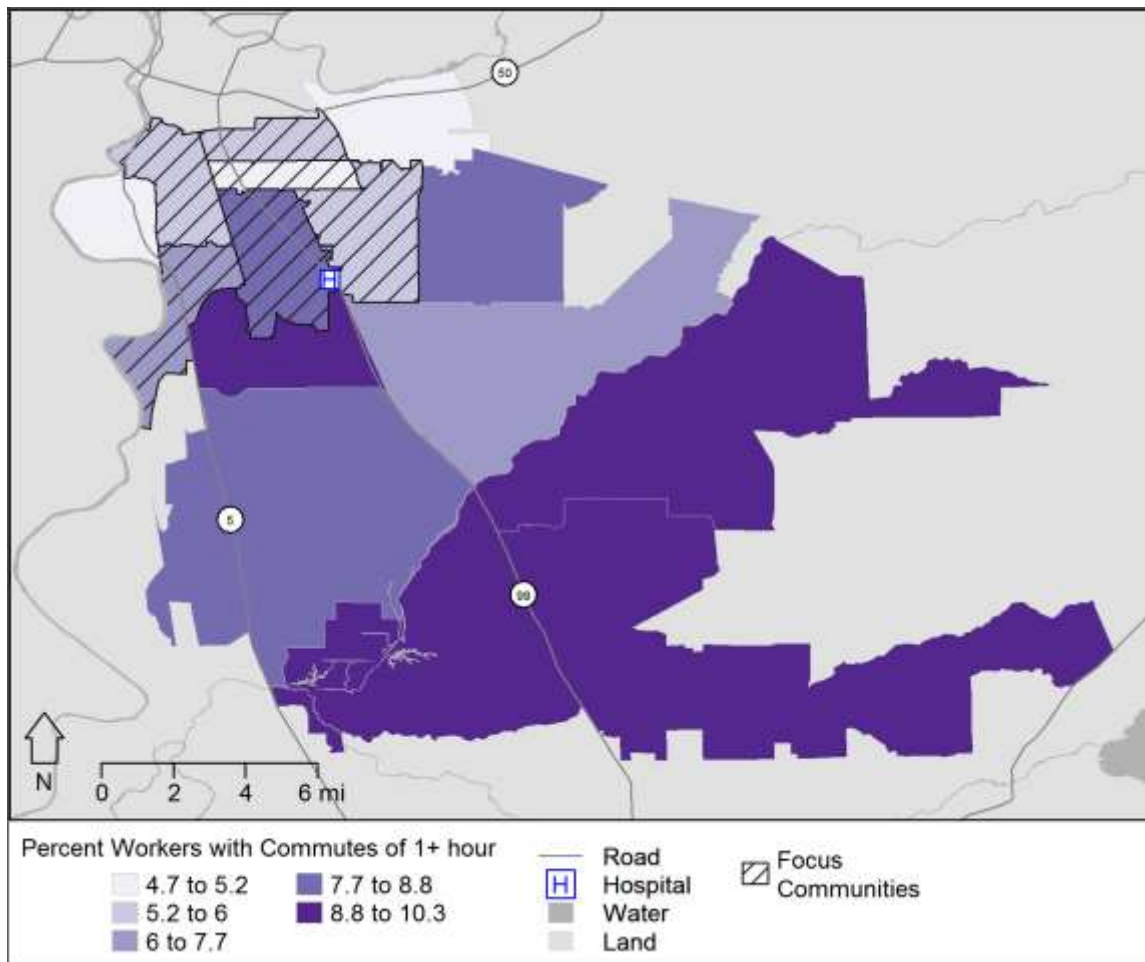 50
H
5
99
N
0 2 4 6 mi
Percent Workers with Commutes of 1+ hour
4.7 to 5.2
5.2 to 6
6 to 7.7
7.7 to 8.8
8.8 to 10.3
Road
H Hospital
Water
Land
Focus
Communities